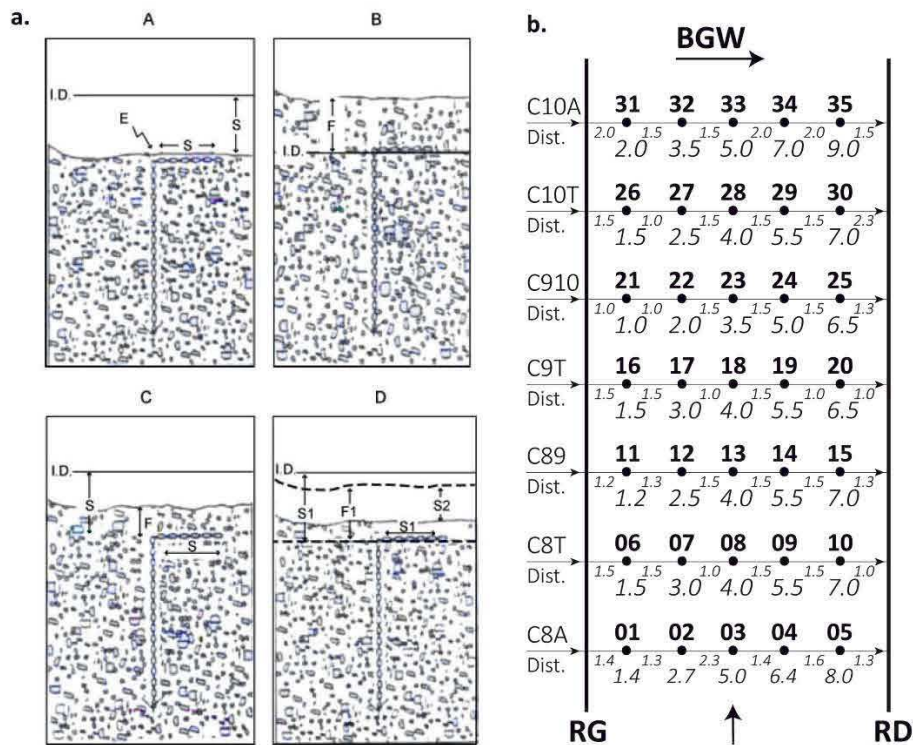 a.
A
B
I.D.
E
S
S
F
I.D.
C
D
I.D.
S
F
S
I.D.
S1
F1
S1
S2
b.
BGW
C10A 31 32 33 34 35
Dist. 2.0 1.5 1.5 2.0 2.0 1.5
2.0 3.5 5.0 7.0 9.0
C10T 26 27 28 29 30
Dist. 1.5 1.0 1.5 1.5 1.5 2.3
1.5 2.5 4.0 5.5 7.0
C910 21 22 23 24 25
Dist. 1.0 1.0 1.5 1.5 1.5 1.3
1.0 2.0 3.5 5.0 6.5
C9T 16 17 18 19 20
Dist. 1.5 1.5 1.0 1.5 1.0 1.0
1.5 3.0 4.0 5.5 6.5
C89 11 12 13 14 15
Dist. 1.2 1.3 1.5 1.5 1.5 1.3
1.2 2.5 4.0 5.5 7.0
C8T 06 07 08 09 10
Dist. 1.5 1.5 1.0 1.5 1.5 1.0
1.5 3.0 4.0 5.5 7.0
C8A 01 02 03 04 05
Dist. 1.4 1.3 2.3 1.4 1.6 1.3
1.4 2.7 5.0 6.4 8.0
RG RD